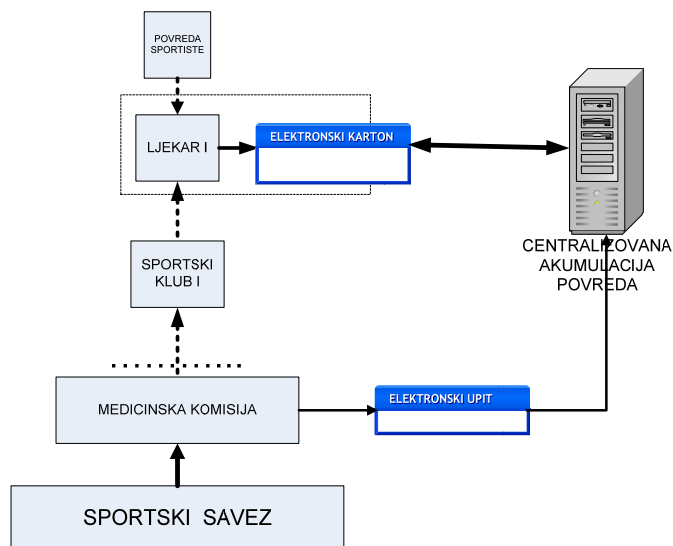 POVREDA
SPORTISTE
LJEKAR I
ELEKTRONSKI KARTON
SPORTSKI
KLUB I
CENTRALIZOVANA
AKUMULACIJA
POVREDA
MEDICINSKA KOMISIJA
ELEKTRONSKI UPIT
SPORTSKI SAVEZ